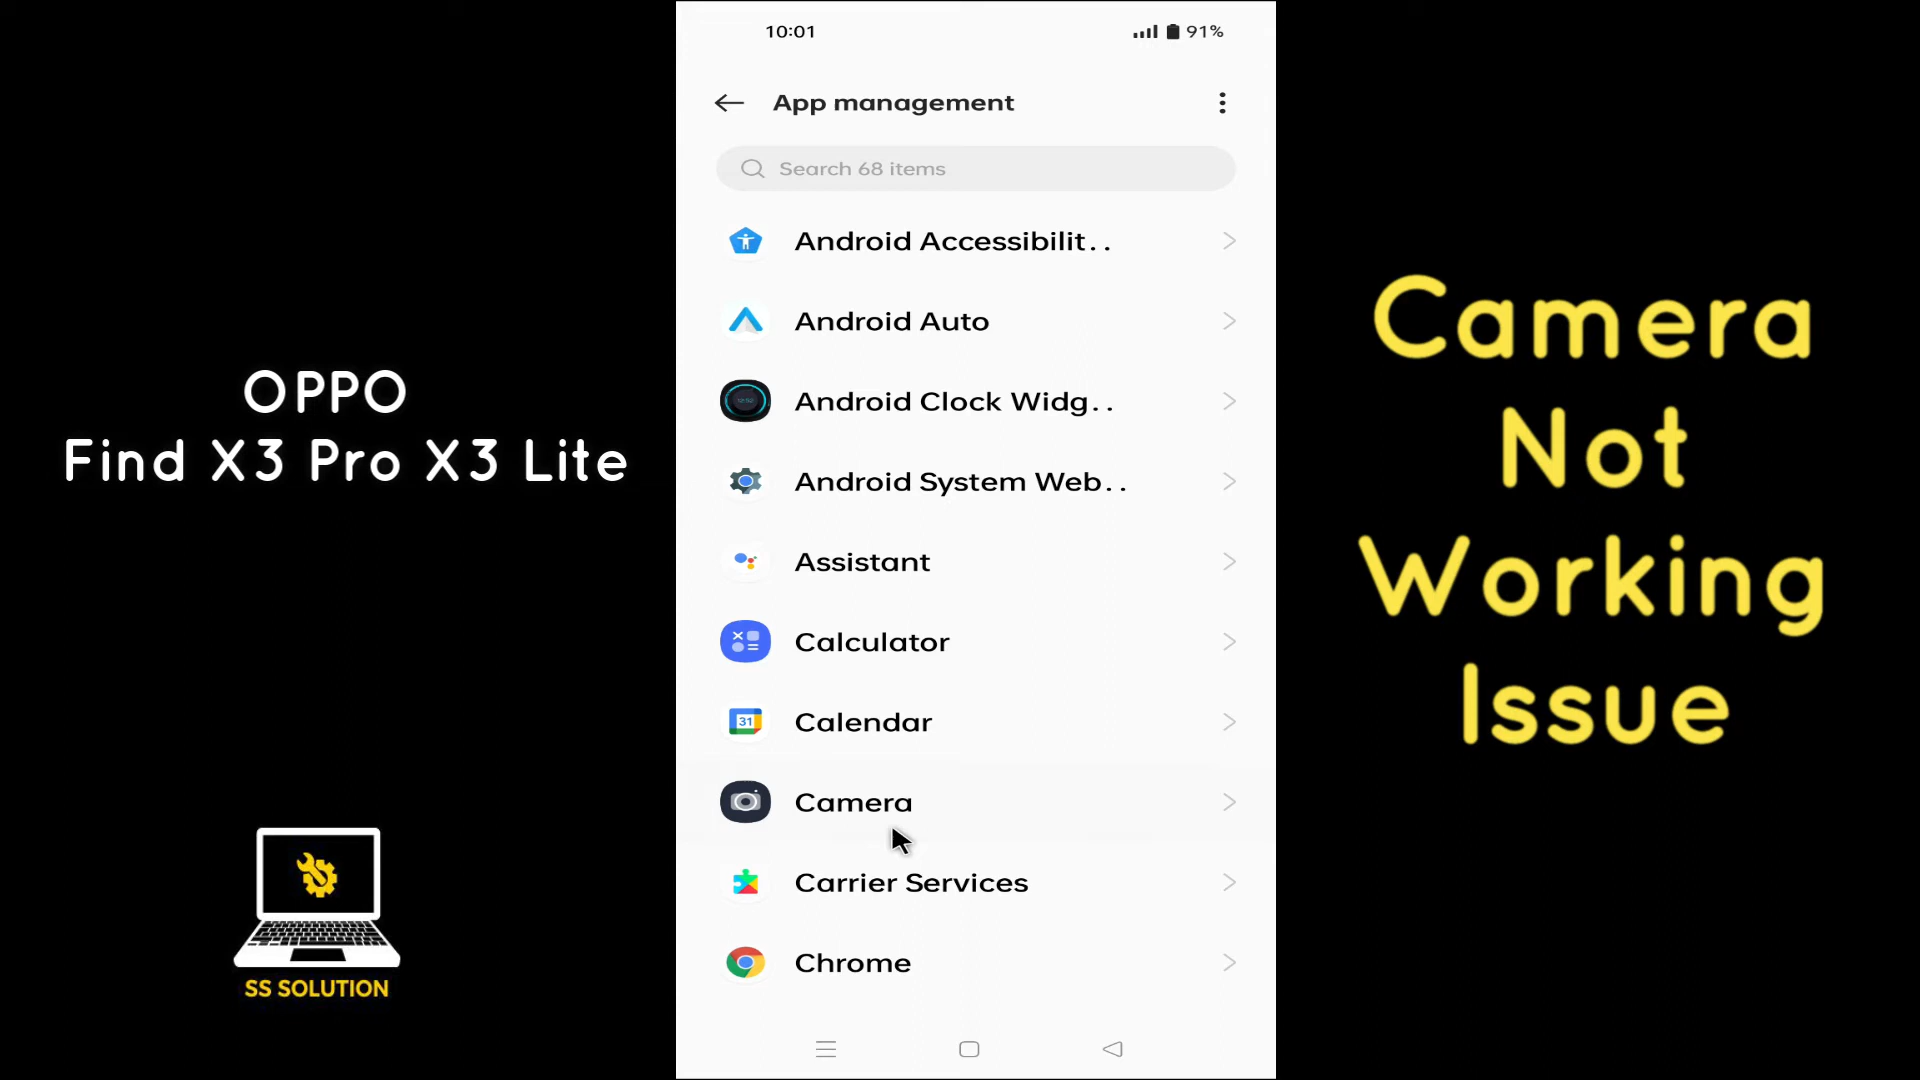 OPPO
Find X3 Pro X3 Lite
SS SOLUTION
10:01
91%
App management
Search 68 items
Android Accessibilit..
Android Auto
Android Clock Widg..
Android System Web..
Assistant
Calculator
31
Calendar
Camera
Carrier Services
Chrome
Camera
Not
Working
Issue